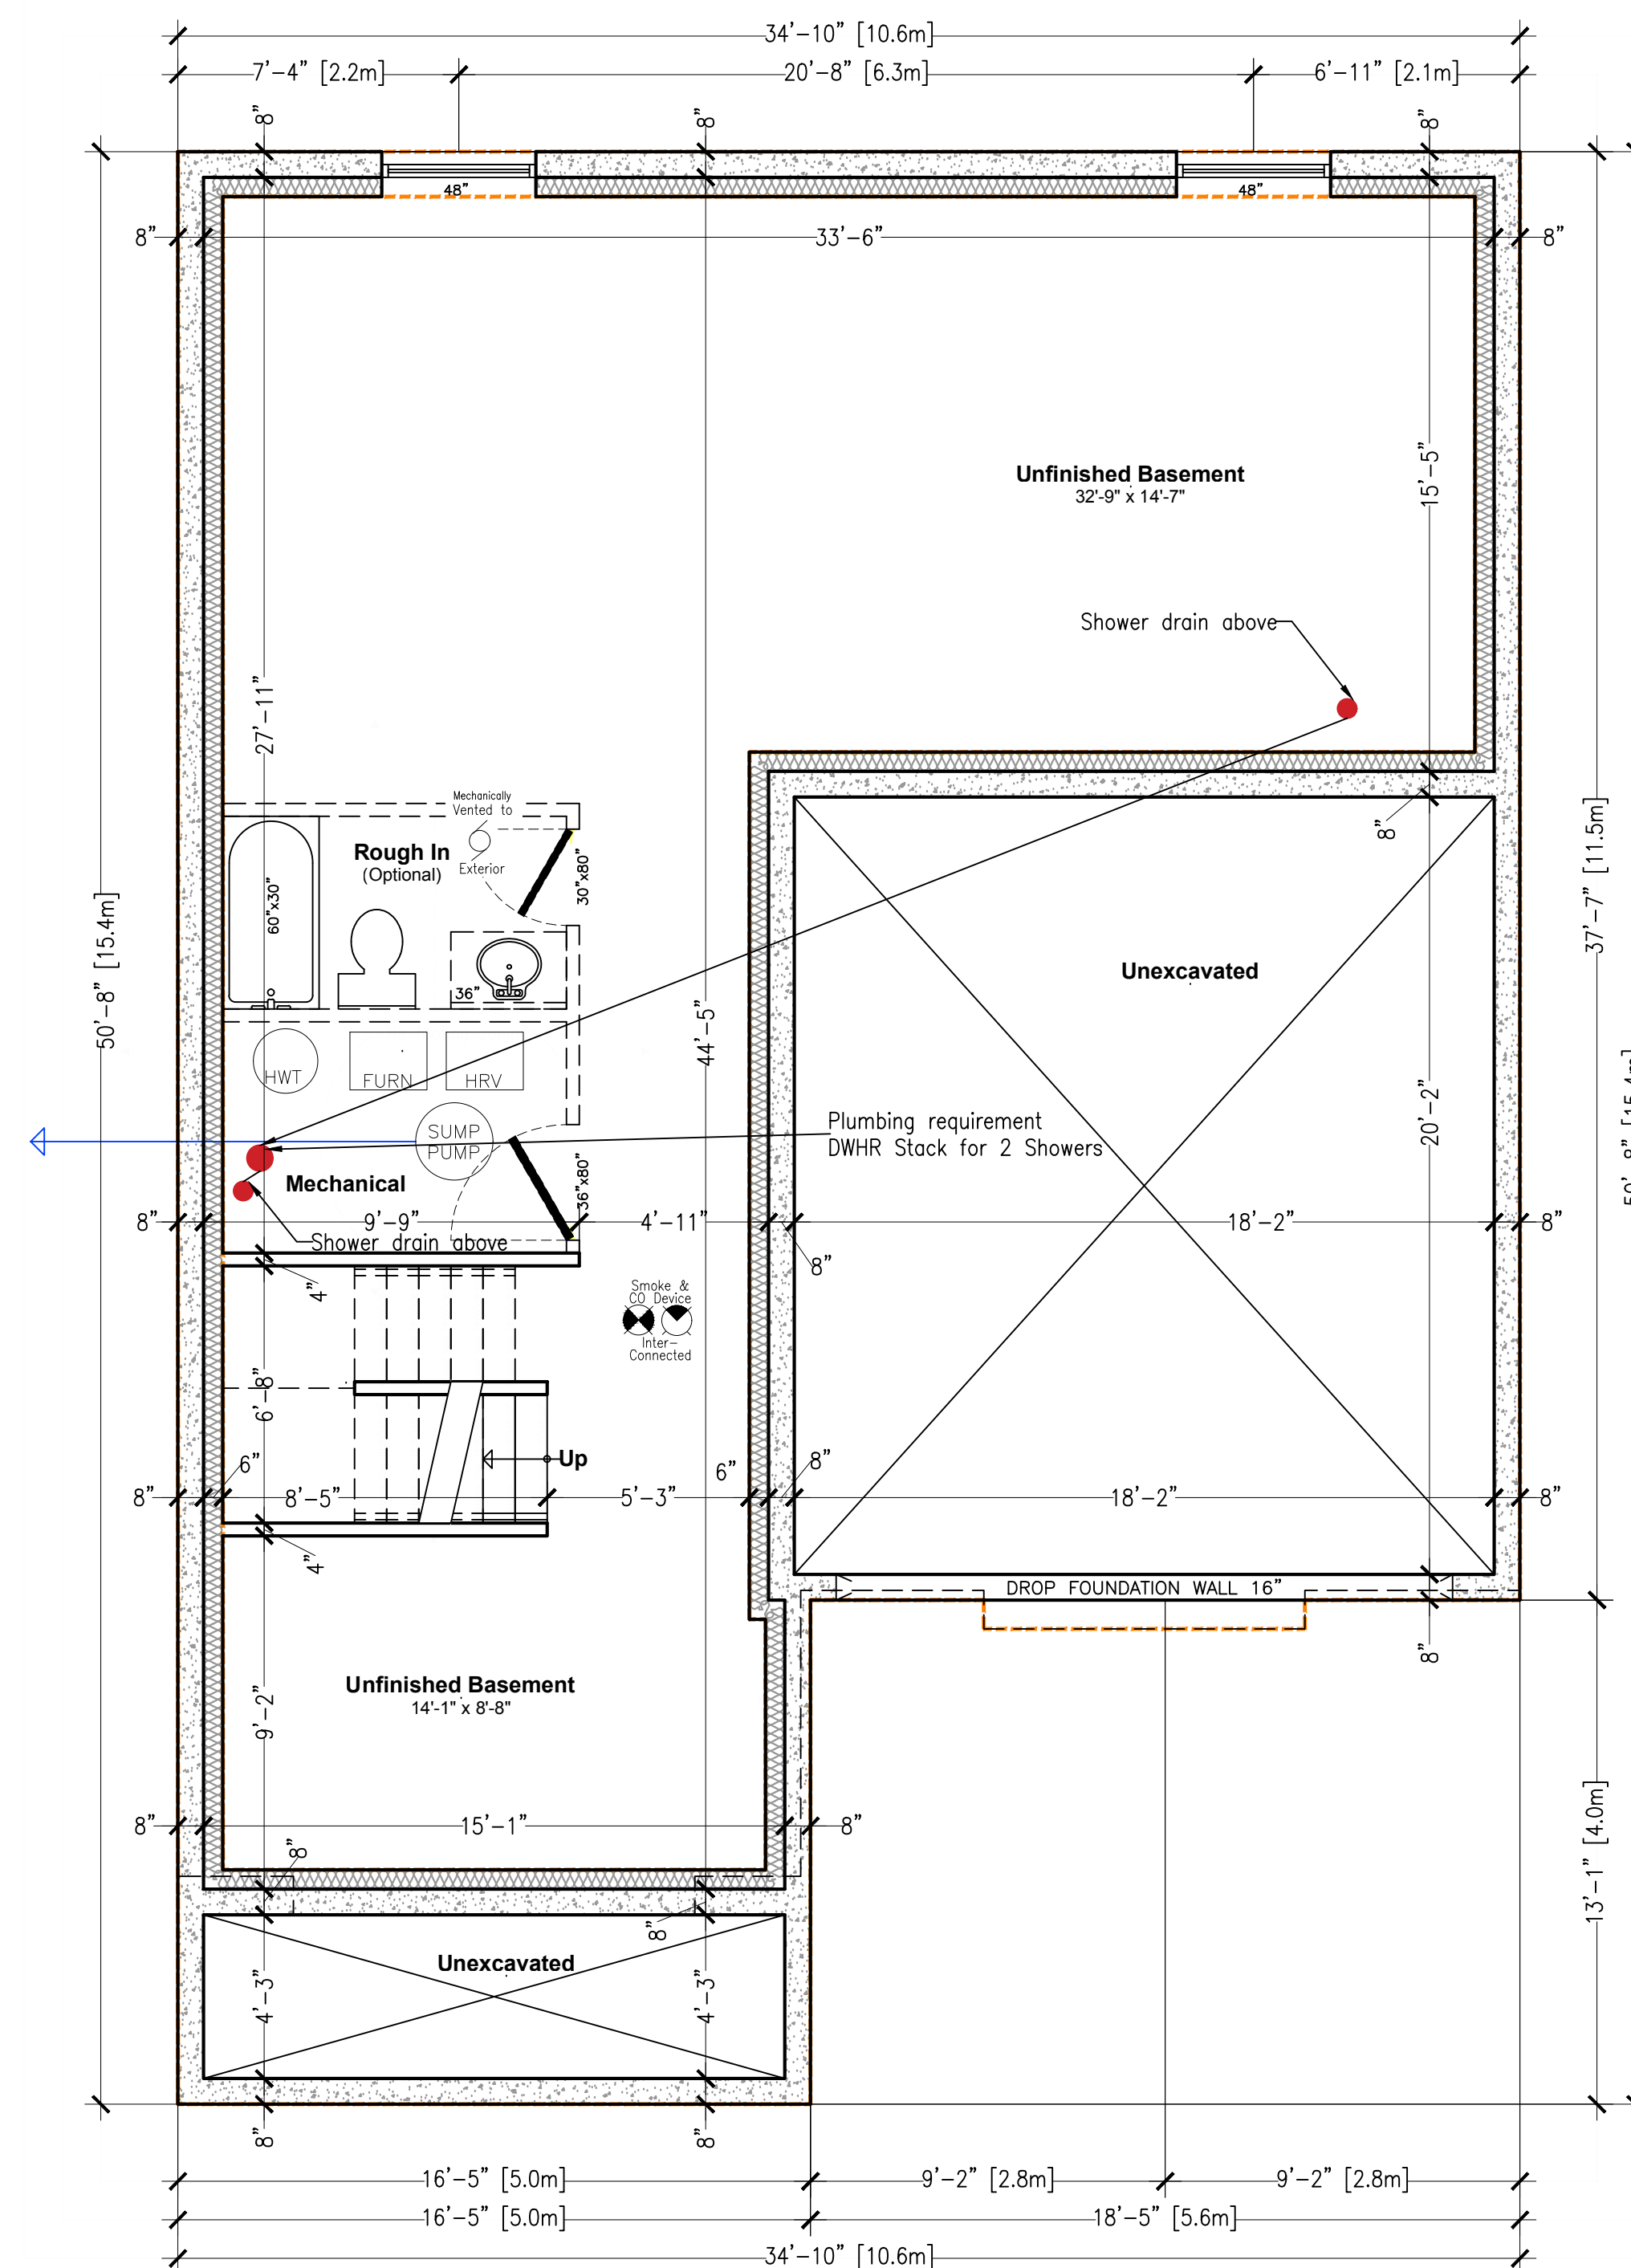 34'-10" [10.6m]
7'-4" [2.2m]
20'-8" [6.3m]
6'-11" [2.1m]
8"
8"
8"
48"
48"
8"
33'-6"
8"
Unfinished Basement
32'-9" x 14'-7"
15'-5"
Shower drain above
27'-11"
Mechanically
Vented to
Exterior
Rough In
(Optional)
30"x80"
60"x30"
36"
8"
37'-7" [11.5m]
50'-8" [15.4m]
Unexcavated
44'-5"
HWT
FURN
HRV
SUMP
PUMP
Plumbing requirement
DWHR Stack for 2 Showers
20'-2"
50'-8" [15.4m]
Mechanical
36"x80"
8"
9'-9"
4'-11"
18'-2"
8"
Shower drain above
8"
4"
Smoke &
CO Device
Inter-
Connected
6'-8"
Up
6"
6"
8"
8"
8'-5"
5'-3"
18'-2"
8"
4"
DROP FOUNDATION WALL 16"
8"
Unfinished Basement
14'-1" x 8'-8"
9'-2"
8"
15'-1"
8"
13'-1" [4.0m]
8"
8"
Unexcavated
4'-3"
4'-3"
8"
8"
16'-5" [5.0m]
9'-2" [2.8m]
9'-2" [2.8m]
16'-5" [5.0m]
18'-5" [5.6m]
34'-10" [10.6m]